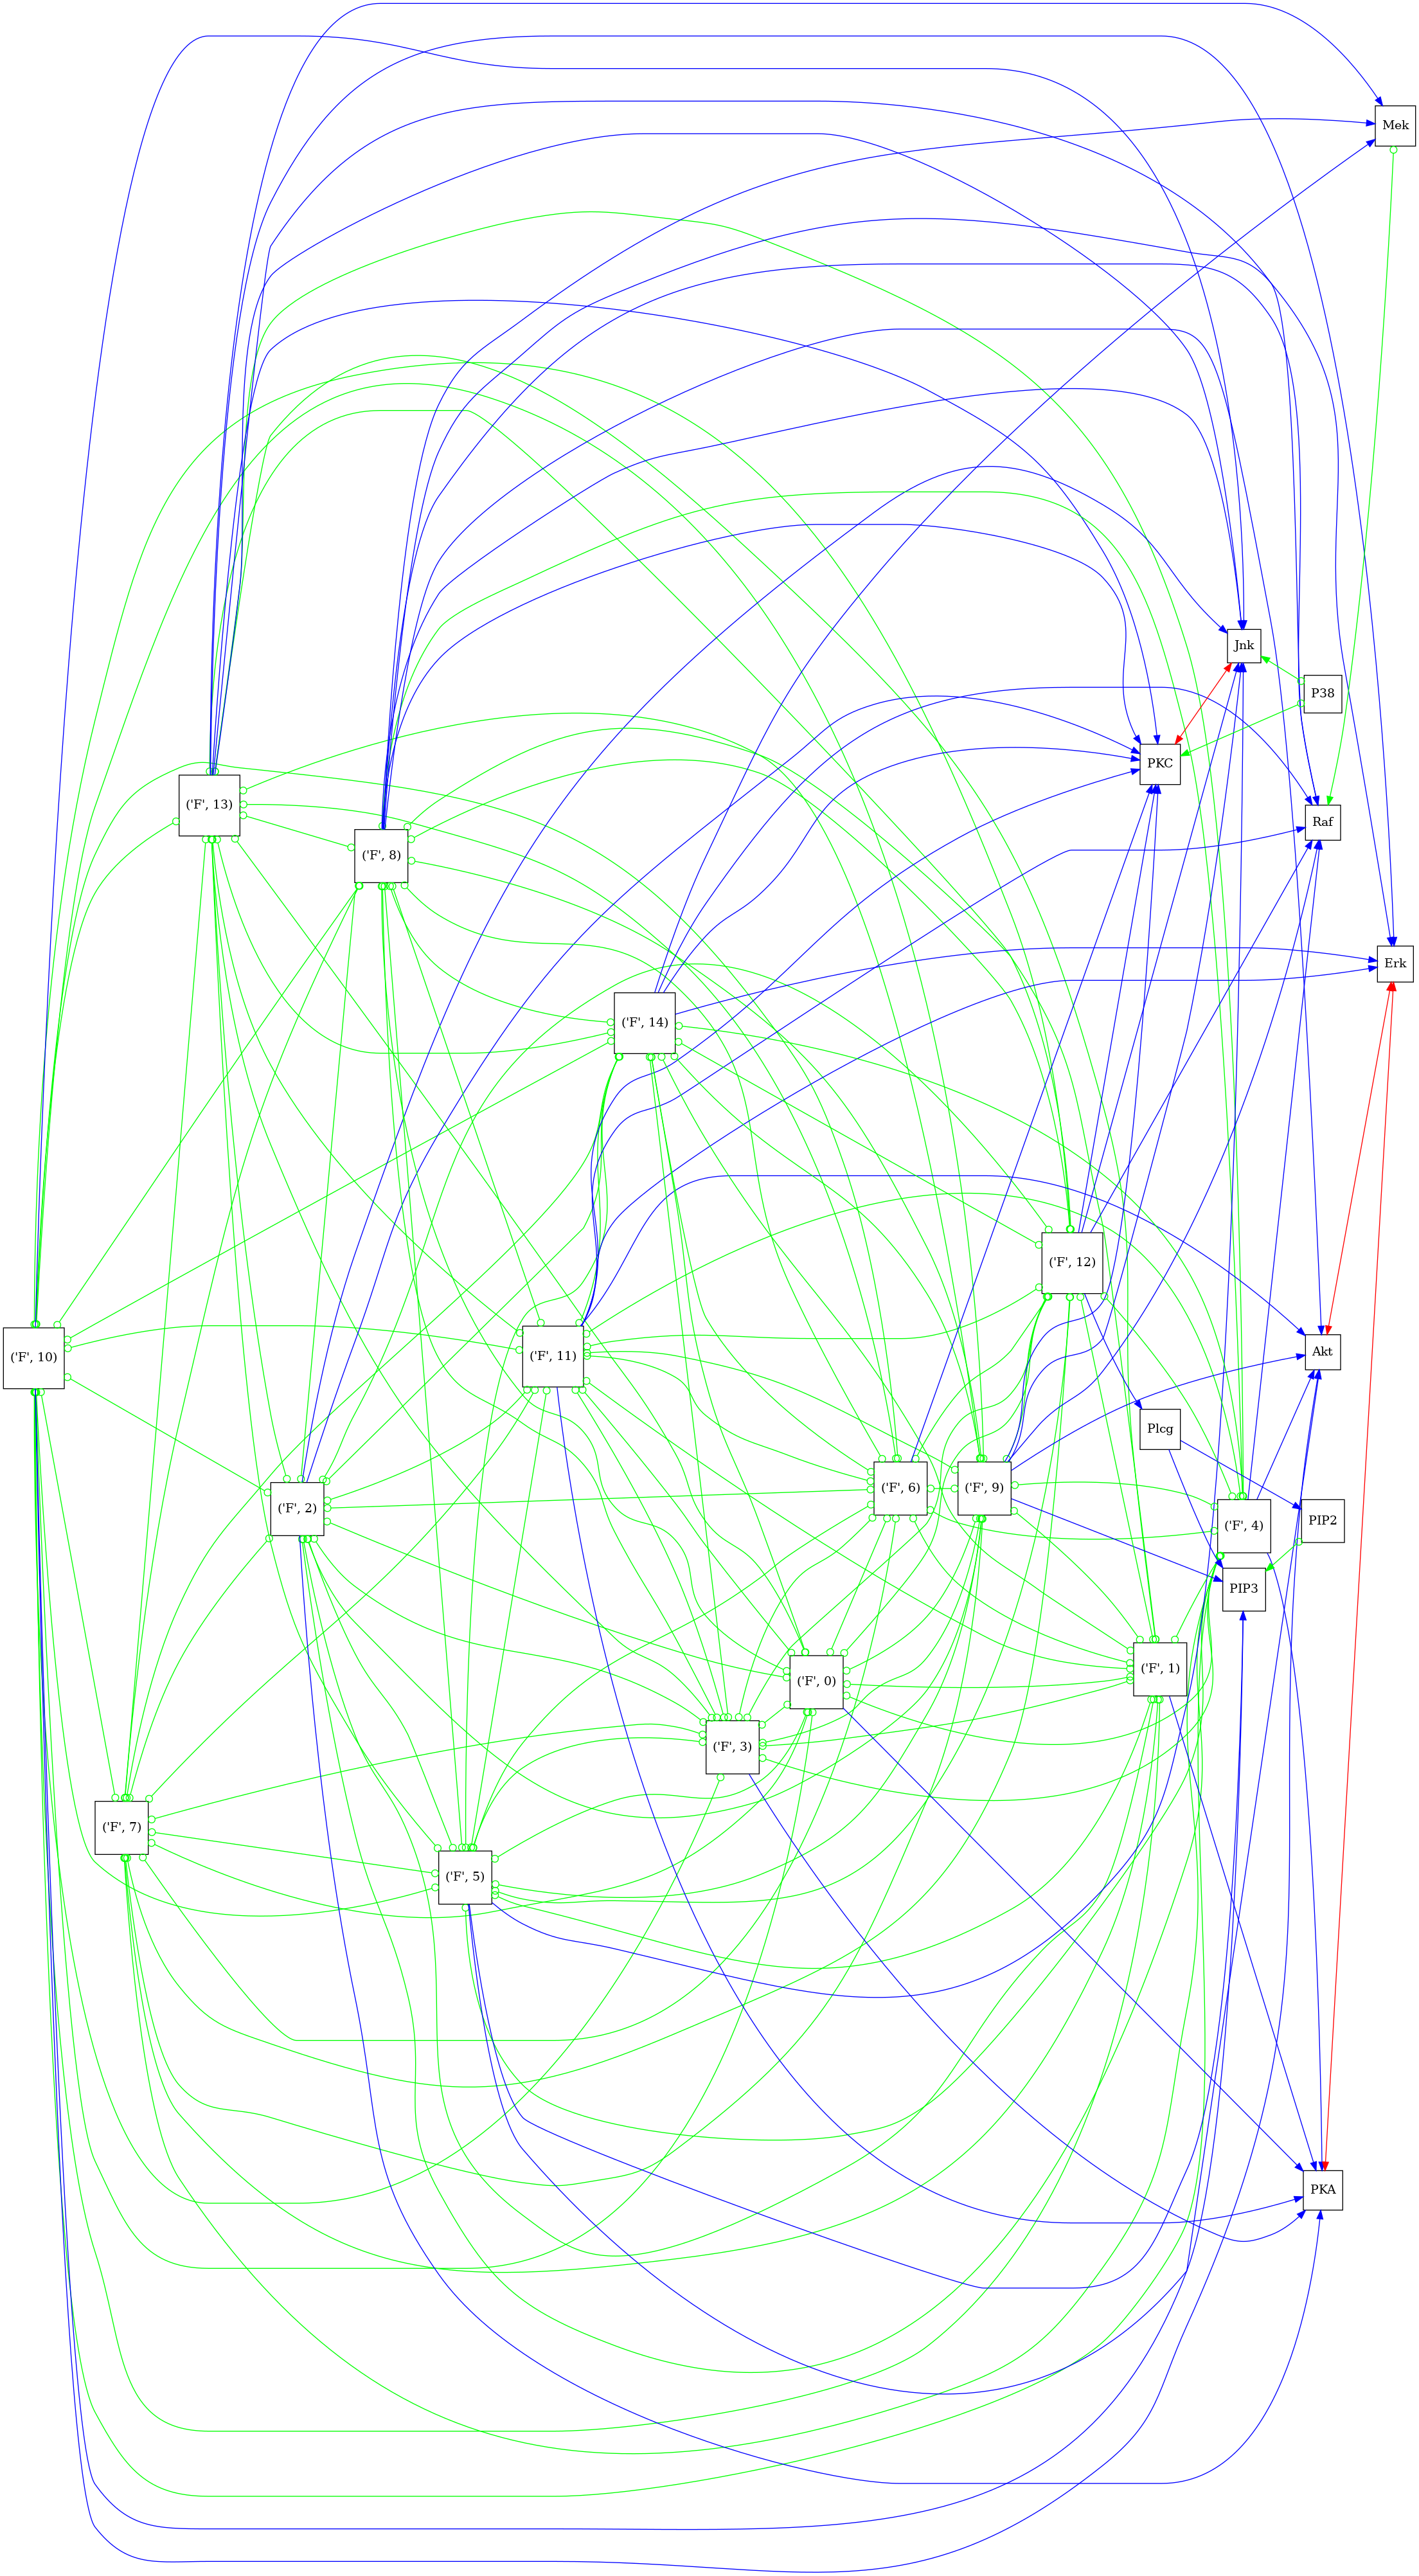 Mek
Jnk
P38
PKC
('F', 13)
Raf
('F', 8)
Erk
('F', 14)
('F', 12)
Akt
('F', 11)
('F', 10)
Plcg
('F', 6)
('F', 9)
('F', 2)
PIP2
('F', 4)
PIP3
('F', 1)
('F', 0)
('F', 3)
('F', 7)
('F', 5)
PKA